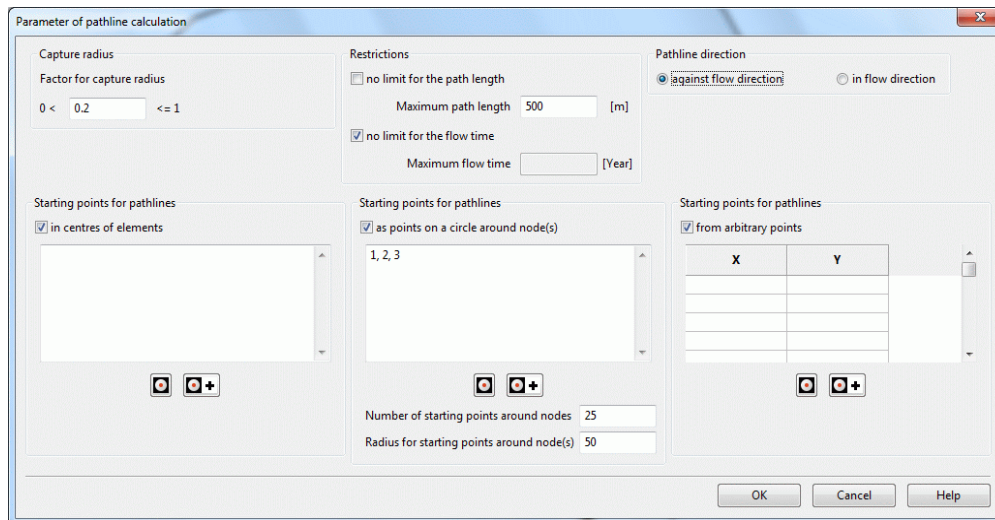 Parameter of pathline calculation
Capture radius
Factor for capture radius
0 < 0.2 <= 1
Restrictions
no limit for the path length
Maximum path length 500 [m]
no limit for the flow time
Maximum flow time [Year]
Pathline direction
against flow direction in flow direction
Starting points for pathlines
in centres of elements
Starting points for pathlines
as points on a circle around node(s)
1, 2, 3
Number of starting points around nodes 25
Radius for starting points around node(s) 50
Starting points for pathlines
from arbitrary points
X Y
OK Cancel Help